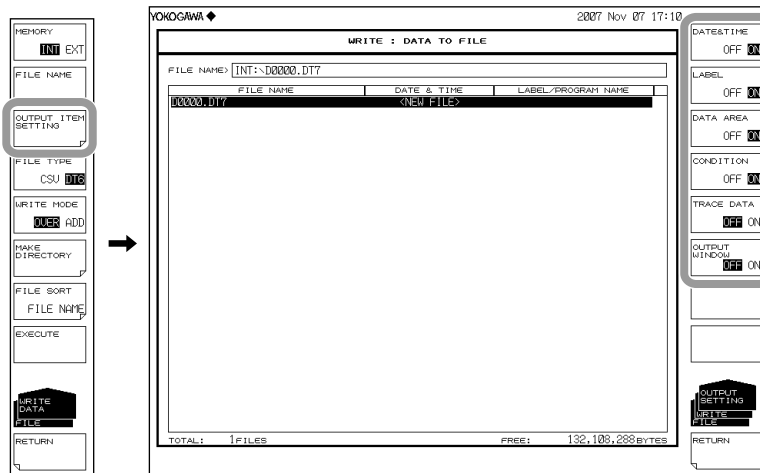 MEMORY
INT EXT
FILE NAME
OUTPUT ITEM
SETTING
FILE TYPE
CSV DT6
WRITE MODE
OVER ADD
MAKE
DIRECTORY
FILE SORT
FILE NAME
EXECUTE
WRITE
DATA
FILE
RETURN
YOKOGAWA 2007 Nov 07 17:10
WRITE : DATA TO FILE
FILE NAME> INT:\D0000.DT7
FILE NAME DATE & TIME LABEL/PROGRAM NAME
D0000.DT7 <NEW FILE>
TOTAL: 1FILES FREE: 132,108,288BYTES
DATE&TIME
OFF ON
LABEL
OFF ON
DATA AREA
OFF ON
CONDITION
OFF ON
TRACE DATA
OFF ON
OUTPUT
WINDOW
OFF ON
OUTPUT
SETTING
WRITE
FILE
RETURN